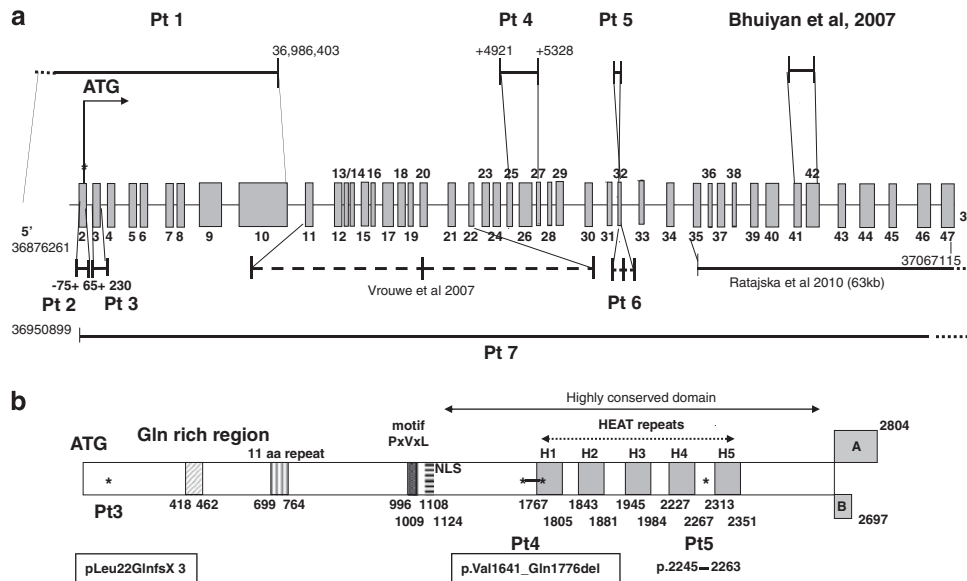 a
Pt 1 Pt 4 Pt 5 Bhuiyan et al, 2007
36,986,403 +4921 +5328
ATG
*
13/14 16 18 20 23 25 27 29 32 36 38 42
5' 2 3 4 5 6 7 8 9 10 11 12 15 17 19 21 22 24 26 28 30 31 33 34 35 37 39 40 41 43 44 45 46 47 3
36876261 37067115
-75+ 65+ 230
Vrouwe et al 2007
Ratajska et al 2010 (63kb)
Pt 2 Pt 3 Pt 6
36950899
Pt 7
b
Highly conserved domain
ATG Gln rich region motif HEAT repeats
PxVxL
11 aa repeat H1 H2 H3 H4 H5 2804
A
NLS
* * * *
418 462 699 764 996 1108 1767 1843 1945 2227 2313 B
Pt3 1009 1124 1805 1881 1984 2267 2351 2697
Pt4 Pt5
pLeu22GlnfsX 3 p.Val1641_Gln1776del p.2245–2263